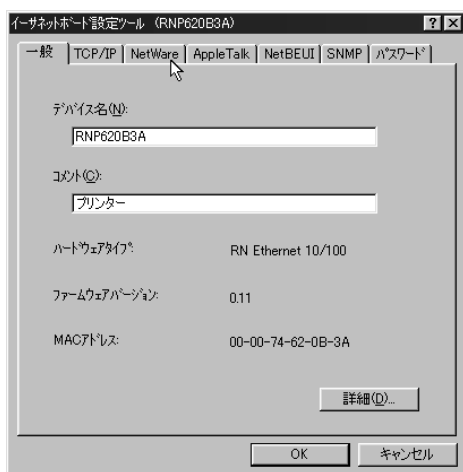 ｲｰｻﾈｯﾄﾎﾞｰﾄﾞ設定ツール (RNP620B3A)
一般 TCP/IP NetWare AppleTalk NetBEUI SNMP ﾊﾟｽﾜｰﾄﾞ
ﾃﾞﾊﾞｲｽ名(N):
RNP620B3A
ｺﾒﾝﾄ(C):
プリンター
ﾊｰﾄﾞｳｪｱﾀｲﾌﾟ: RN Ethernet 10/100
ﾌｧｰﾑｳｪｱﾊﾞｰｼﾞｮﾝ: 0.11
MACｱﾄﾞﾚｽ: 00-00-74-62-0B-3A
詳細(D)...
OK キャンセル